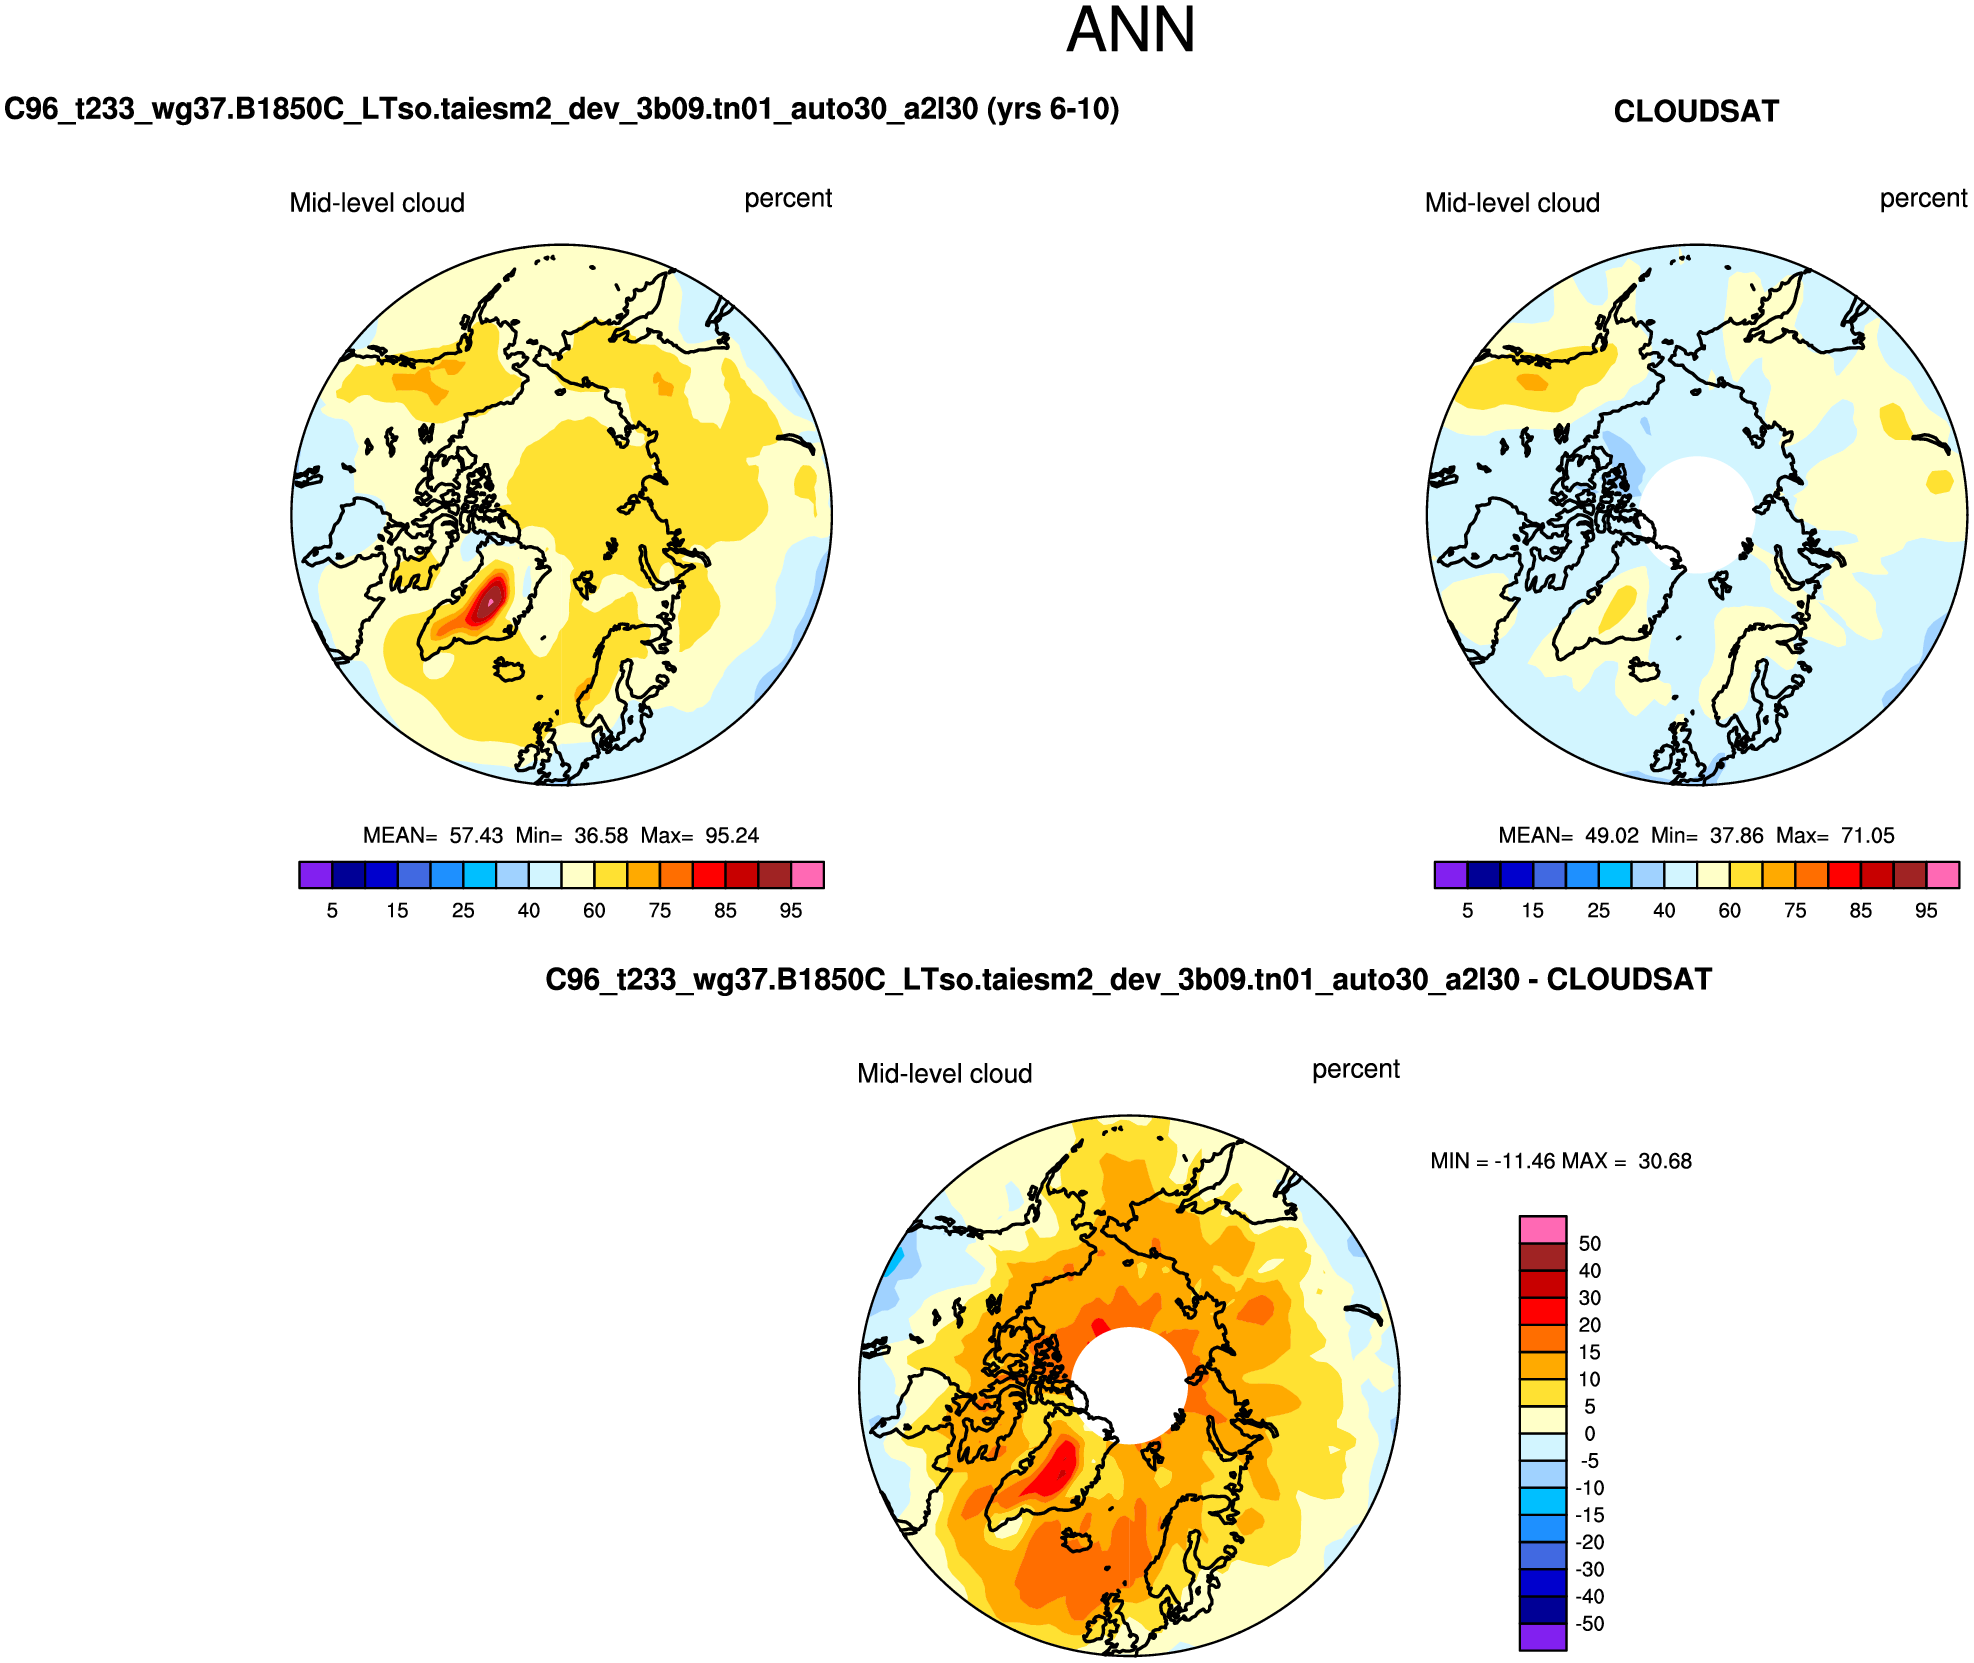 ANN
C96_t233_wg37.B1850C_LTso.taiesm2_dev_3b09.tn01_auto30_a2l30 (yrs 6-10)
CLOUDSAT
Mid-level cloud percent
Mid-level cloud percent
MEAN= 57.43 Min= 36.58 Max= 95.24
MEAN= 49.02 Min= 37.86 Max= 71.05
5 15 25 40 60 75 85 95
5 15 25 40 60 75 85 95
C96_t233_wg37.B1850C_LTso.taiesm2_dev_3b09.tn01_auto30_a2l30 - CLOUDSAT
Mid-level cloud percent
MIN = -11.46 MAX = 30.68
50
40
30
20
15
10
5
0
-5
-10
-15
-20
-30
-40
-50